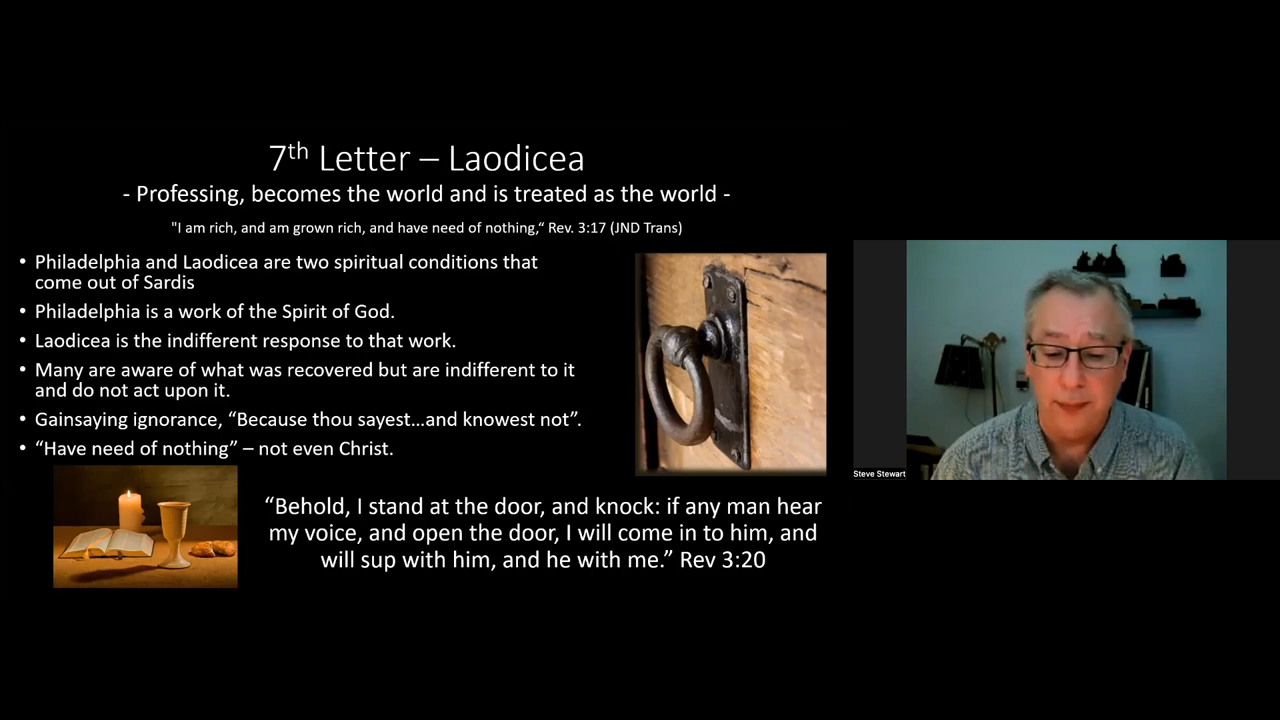 7th Letter – Laodicea
- Professing, becomes the world and is treated as the world -
"I am rich, and am grown rich, and have need of nothing,“ Rev. 3:17 (JND Trans)
• Philadelphia and Laodicea are two spiritual conditions that
come out of Sardis
• Philadelphia is a work of the Spirit of God.
• Laodicea is the indifferent response to that work.
• Many are aware of what was recovered but are indifferent to it
and do not act upon it.
• Gainsaying ignorance, “Because thou sayest...and knowest not”.
• “Have need of nothing” – not even Christ.
“Behold, I stand at the door, and knock: if any man hear
my voice, and open the door, I will come in to him, and
will sup with him, and he with me.” Rev 3:20
Steve Stewart